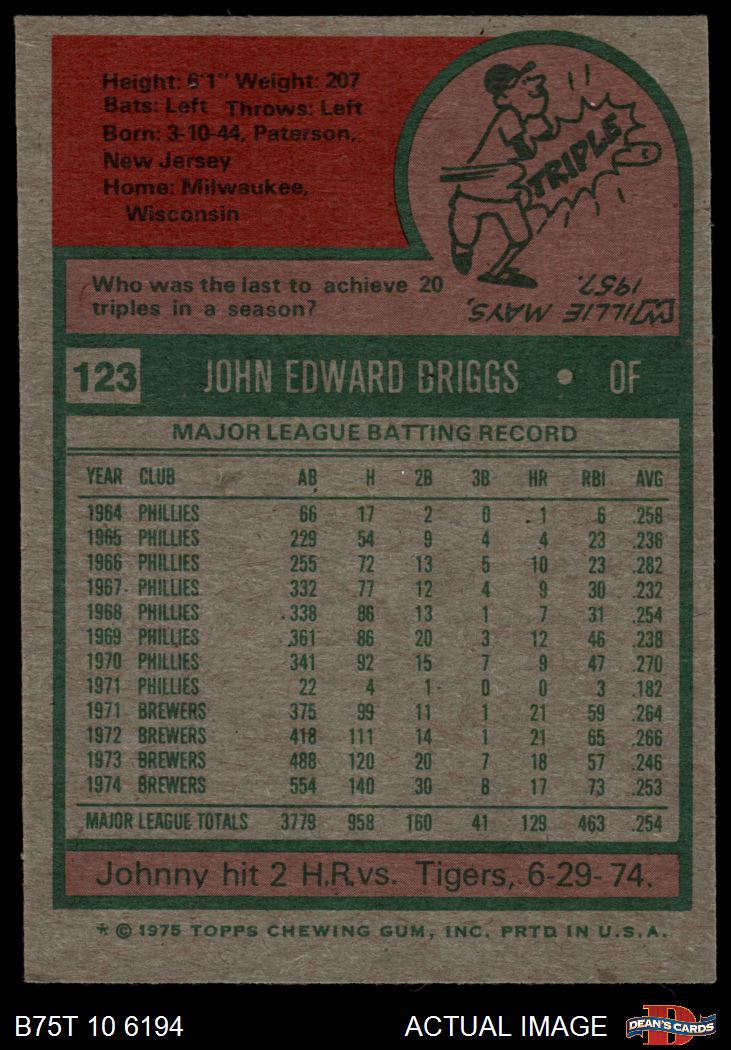 Height: 6'1" Weight: 207
Bats: Left Throws: Left
Born: 3-10-44, Paterson,
New Jersey
Home: Milwaukee,
Wisconsin
TRIPLE
Who was the last to achieve 20
triples in a season?
WILLIE MAYS,
1957.
123 JOHN EDWARD BRIGGS • OF
MAJOR LEAGUE BATTING RECORD
YEAR CLUB AB H 2B 3B HR RBI AVG
1964 PHILLIES 66 17 2 0 1 6 .258
1965 PHILLIES 229 54 9 4 4 23 .236
1966 PHILLIES 255 72 13 5 10 23 .282
1967 PHILLIES 332 77 12 4 9 30 .232
1968 PHILLIES 338 86 13 1 7 31 .254
1969 PHILLIES 361 86 20 3 12 46 .238
1970 PHILLIES 341 92 15 7 9 47 .270
1971 PHILLIES 22 4 1 0 0 3 .182
1971 BREWERS 375 99 11 1 21 59 .264
1972 BREWERS 418 111 14 1 21 65 .266
1973 BREWERS 488 120 20 7 18 57 .246
1974 BREWERS 554 140 30 8 17 73 .253
MAJOR LEAGUE TOTALS 3779 958 160 41 129 463 .254
Johnny hit 2 H.R. vs. Tigers, 6-29-74.
* © 1975 TOPPS CHEWING GUM, INC. PRTD. IN U.S.A.
B75T 10 6194 ACTUAL IMAGE
DEAN'S CARDS